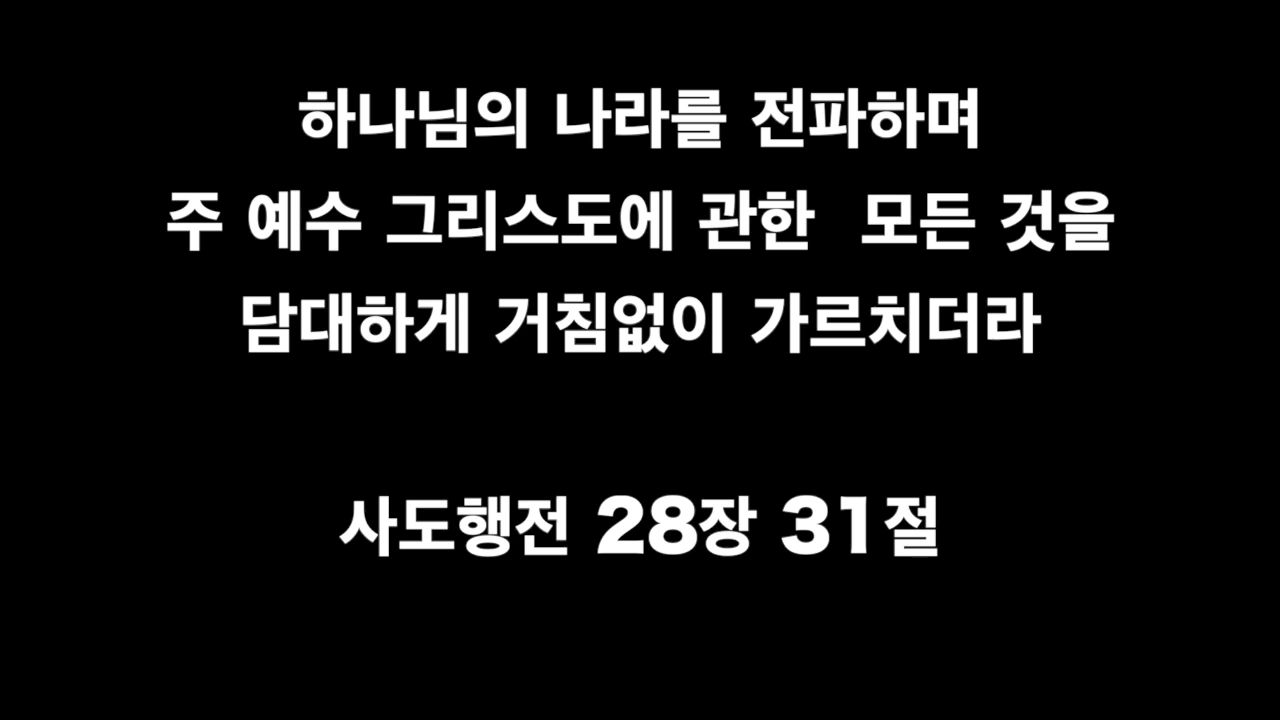 하나님의 나라를 전파하며
주 예수 그리스도에 관한 모든 것을
담대하게 거침없이 가르치더라
사도행전 28장 31절